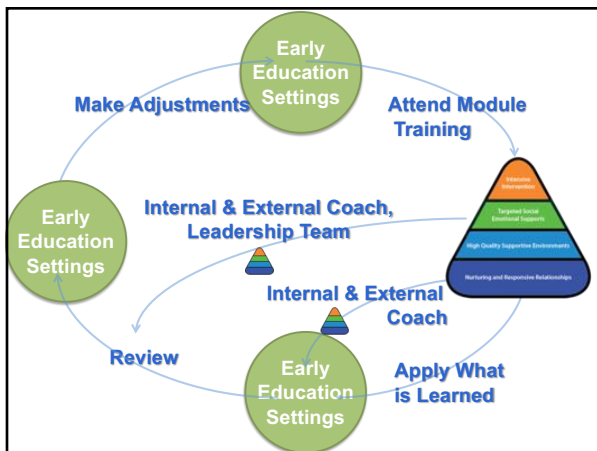 Early
Education
Settings
Make Adjustments
Attend Module
Training
Intensive
Intervention
Targeted Social
Emotional Supports
High Quality Supportive Environments
Nurturing and Responsive Relationships
Early
Education
Settings
Internal & External Coach,
Leadership Team
Internal & External
Coach
Review
Early
Education
Settings
Apply What
is Learned